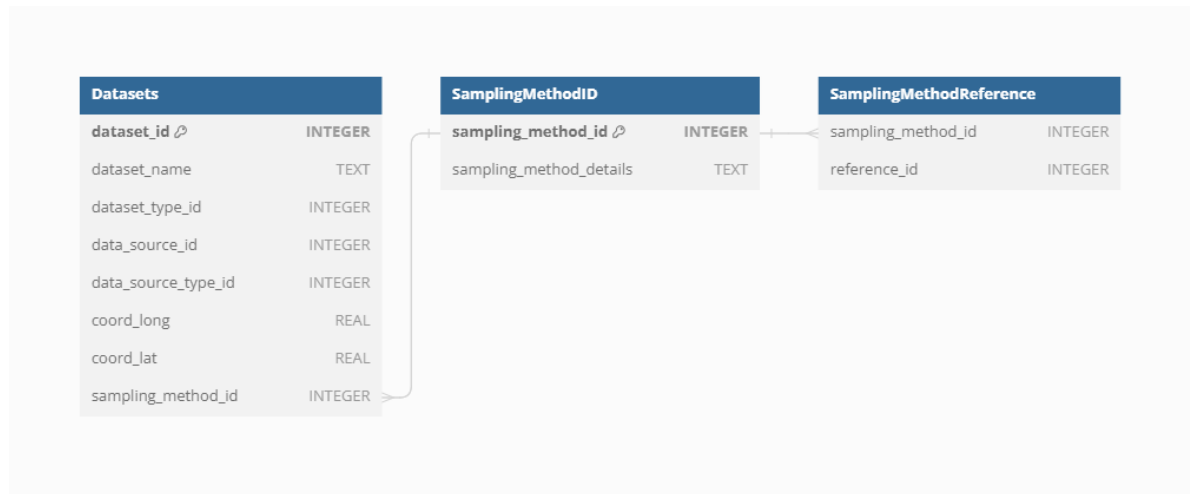 Datasets
dataset_id INTEGER
dataset_name TEXT
dataset_type_id INTEGER
data_source_id INTEGER
data_source_type_id INTEGER
coord_long REAL
coord_lat REAL
sampling_method_id INTEGER
SamplingMethodID
sampling_method_id INTEGER
sampling_method_details TEXT
SamplingMethodReference
sampling_method_id INTEGER
reference_id INTEGER